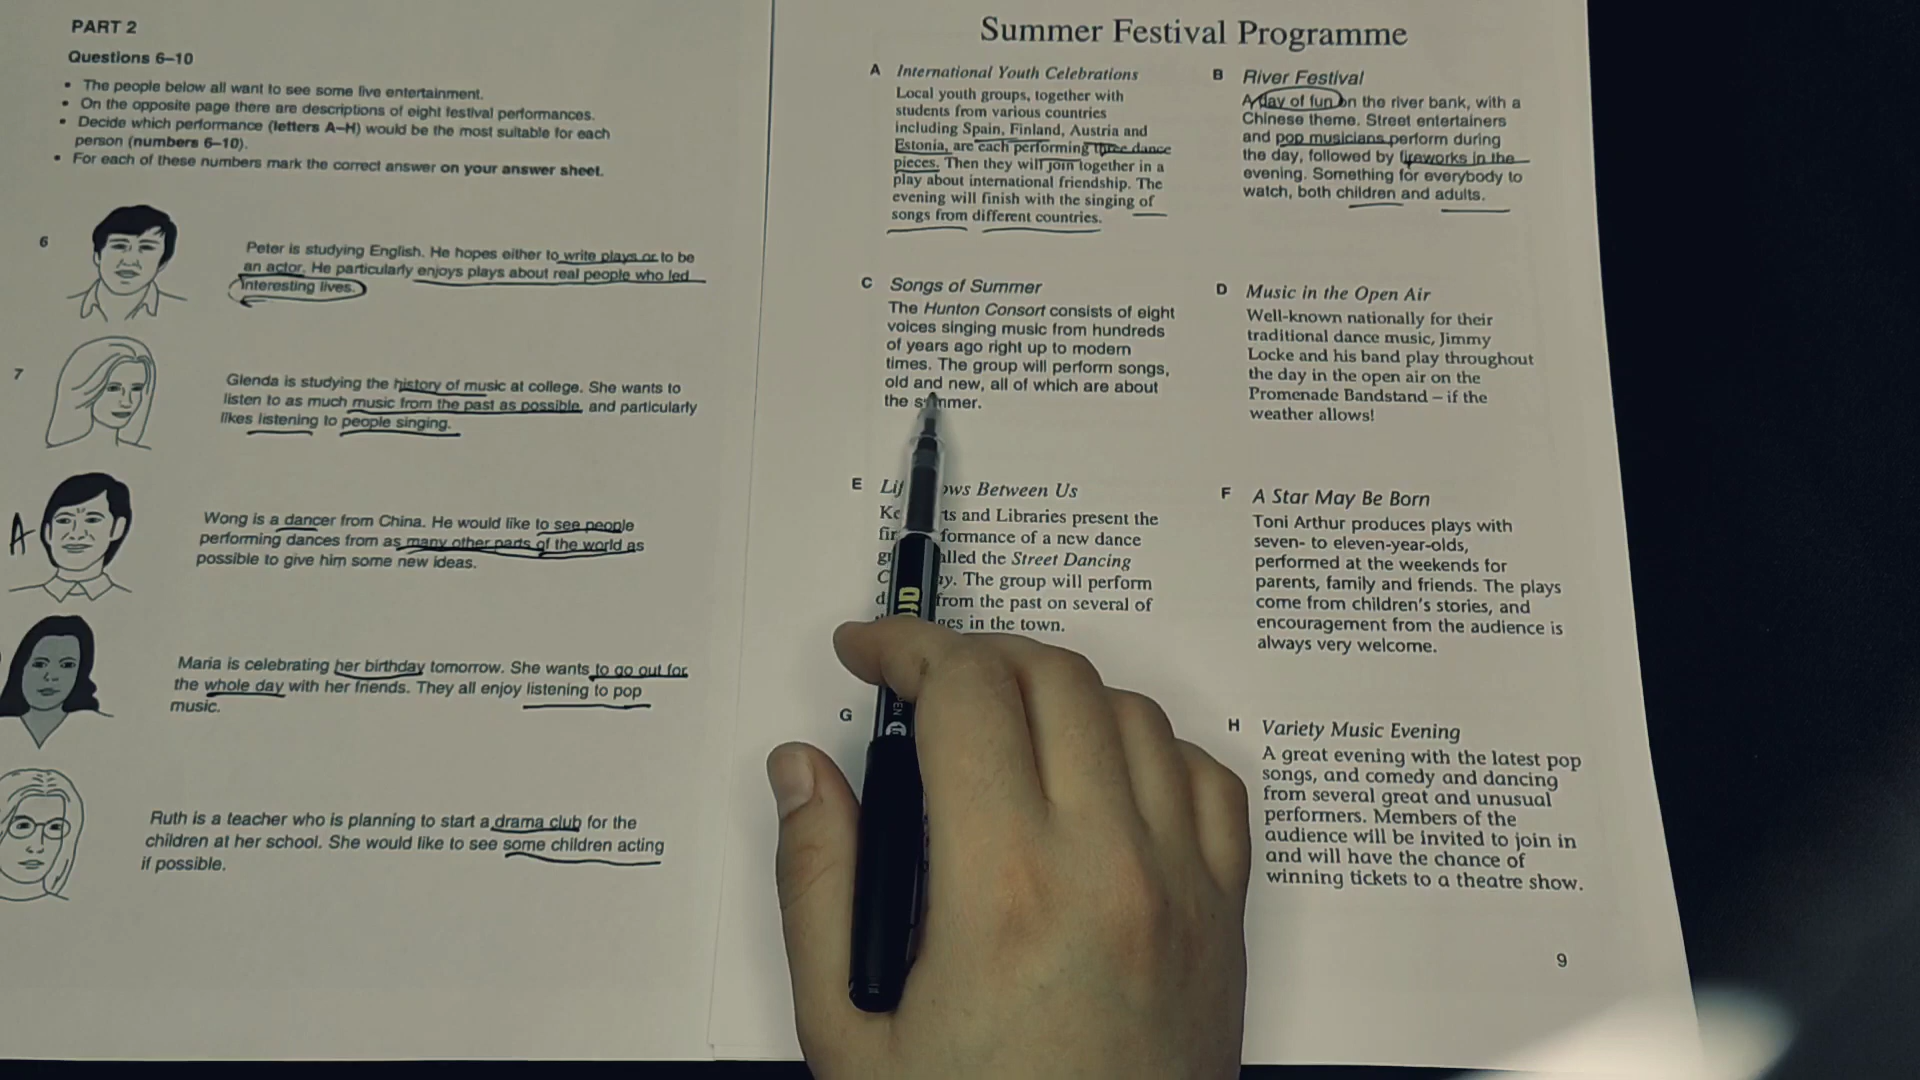 PART 2
Questions 6–10
• The people below all want to see some live entertainment.
• On the opposite page there are descriptions of eight festival performances.
• Decide which performance (letters A–H) would be the most suitable for each
person (numbers 6–10).
• For each of these numbers mark the correct answer on your answer sheet.
6
Peter is studying English. He hopes either to write plays or to be
an actor. He particularly enjoys plays about real people who led
interesting lives.
7
Glenda is studying the history of music at college. She wants to
listen to as much music from the past as possible, and particularly
likes listening to people singing.
A
Wong is a dancer from China. He would like to see people
performing dances from as many other parts of the world as
possible to give him some new ideas.
Maria is celebrating her birthday tomorrow. She wants to go out for
the whole day with her friends. They all enjoy listening to pop
music.
Ruth is a teacher who is planning to start a drama club for the
children at her school. She would like to see some children acting
if possible.
Summer Festival Programme
A International Youth Celebrations
Local youth groups, together with
students from various countries
including Spain, Finland, Austria and
Estonia, are each performing three dance
pieces. Then they will join together in a
play about international friendship. The
evening will finish with the singing of
songs from different countries.
B River Festival
A day of fun on the river bank, with a
Chinese theme. Street entertainers
and pop musicians perform during
the day, followed by fireworks in the
evening. Something for everybody to
watch, both children and adults.
C Songs of Summer
The Hunton Consort consists of eight
voices singing music from hundreds
of years ago right up to modern
times. The group will perform songs,
old and new, all of which are about
the summer.
D Music in the Open Air
Well-known nationally for their
traditional dance music, Jimmy
Locke and his band play throughout
the day in the open air on the
Promenade Bandstand – if the
weather allows!
E Between Us
and Libraries present the
of a new dance
the Street Dancing
The group will perform
from the past on several of
in the town.
F A Star May Be Born
Toni Arthur produces plays with
seven- to eleven-year-olds,
performed at the weekends for
parents, family and friends. The plays
come from children's stories, and
encouragement from the audience is
always very welcome.
G
H Variety Music Evening
A great evening with the latest pop
songs, and comedy and dancing
from several great and unusual
performers. Members of the
audience will be invited to join in
and will have the chance of
winning tickets to a theatre show.
9